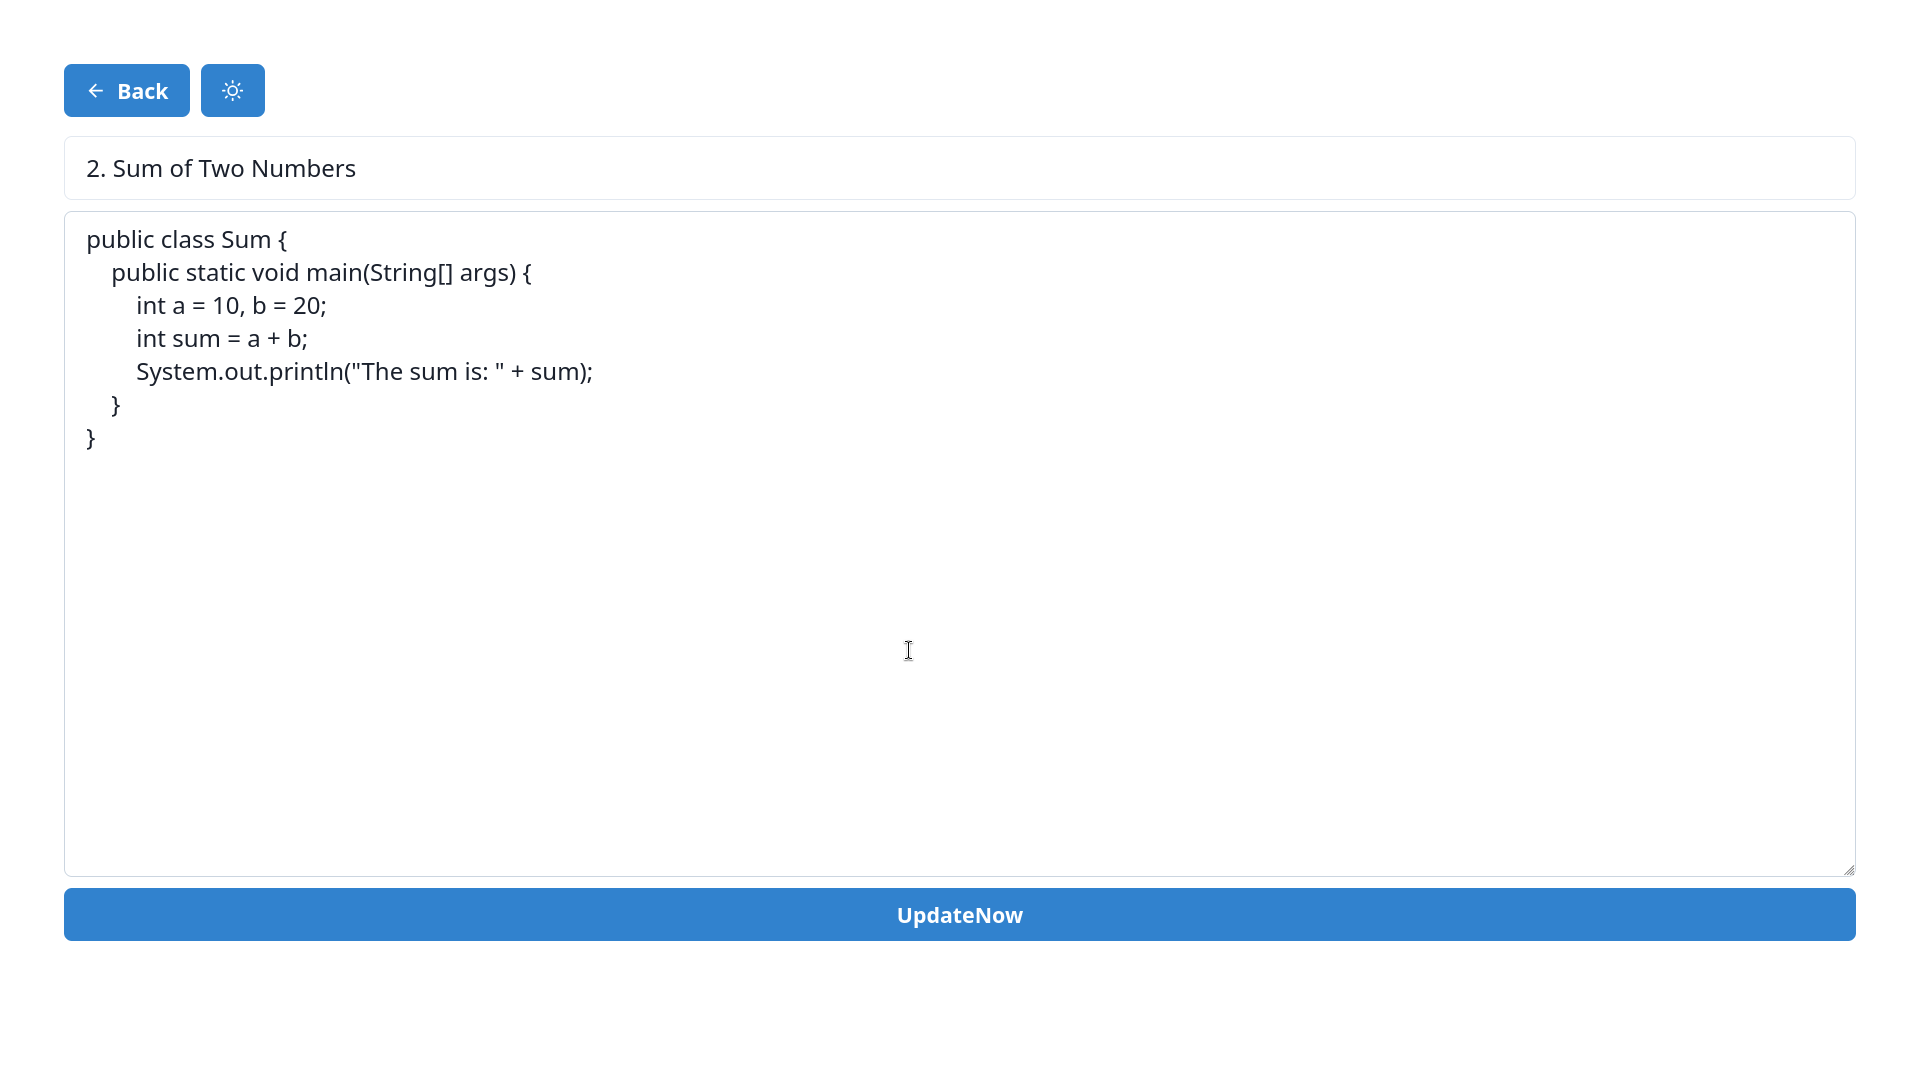 Back
2. Sum of Two Numbers
public class Sum {
    public static void main(String[] args) {
        int a = 10, b = 20;
        int sum = a + b;
        System.out.println("The sum is: " + sum);
    }
}
UpdateNow